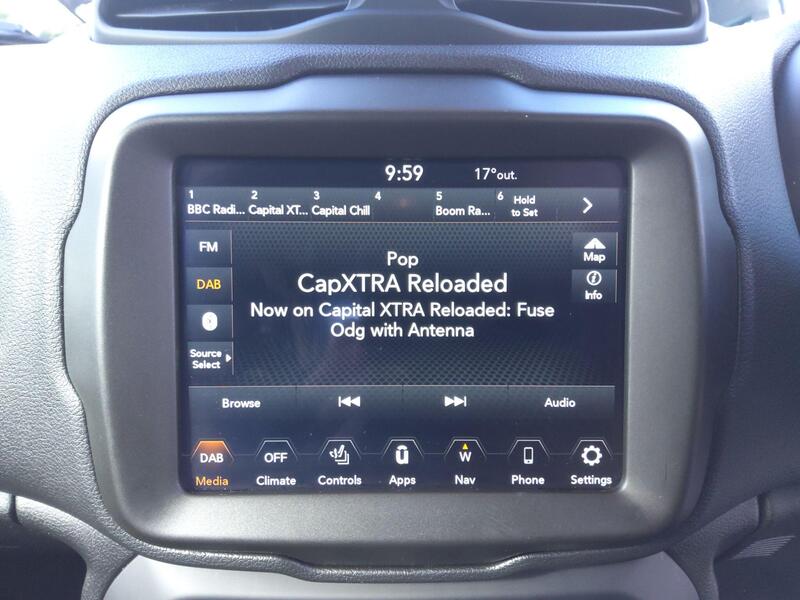 9:59 17°out.
1 2 3 4 5 6 Hold to Set
BBC Radi... Capital XT... Capital Chill Boom Ra...
FM
Map
DAB
Pop
CapXTRA Reloaded
Info
Now on Capital XTRA Reloaded: Fuse
Odg with Antenna
Source
Select
Browse Audio
DAB OFF W
Media Climate Controls Apps Nav Phone Settings